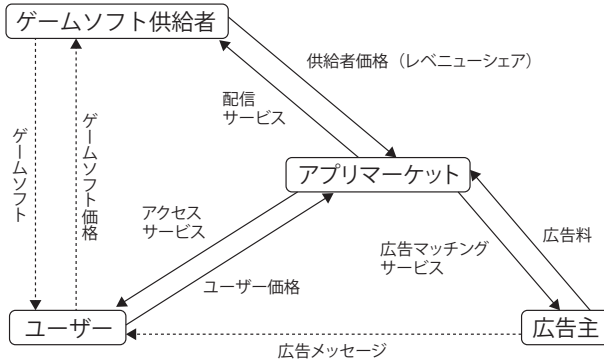 ゲームソフト供給者
供給者価格（レベニューシェア）
配信
サービス
ゲームソフト
ゲームソフト価格
アプリマーケット
アクセス
サービス
広告マッチング
サービス
広告料
ユーザー価格
ユーザー
広告主
広告メッセージ